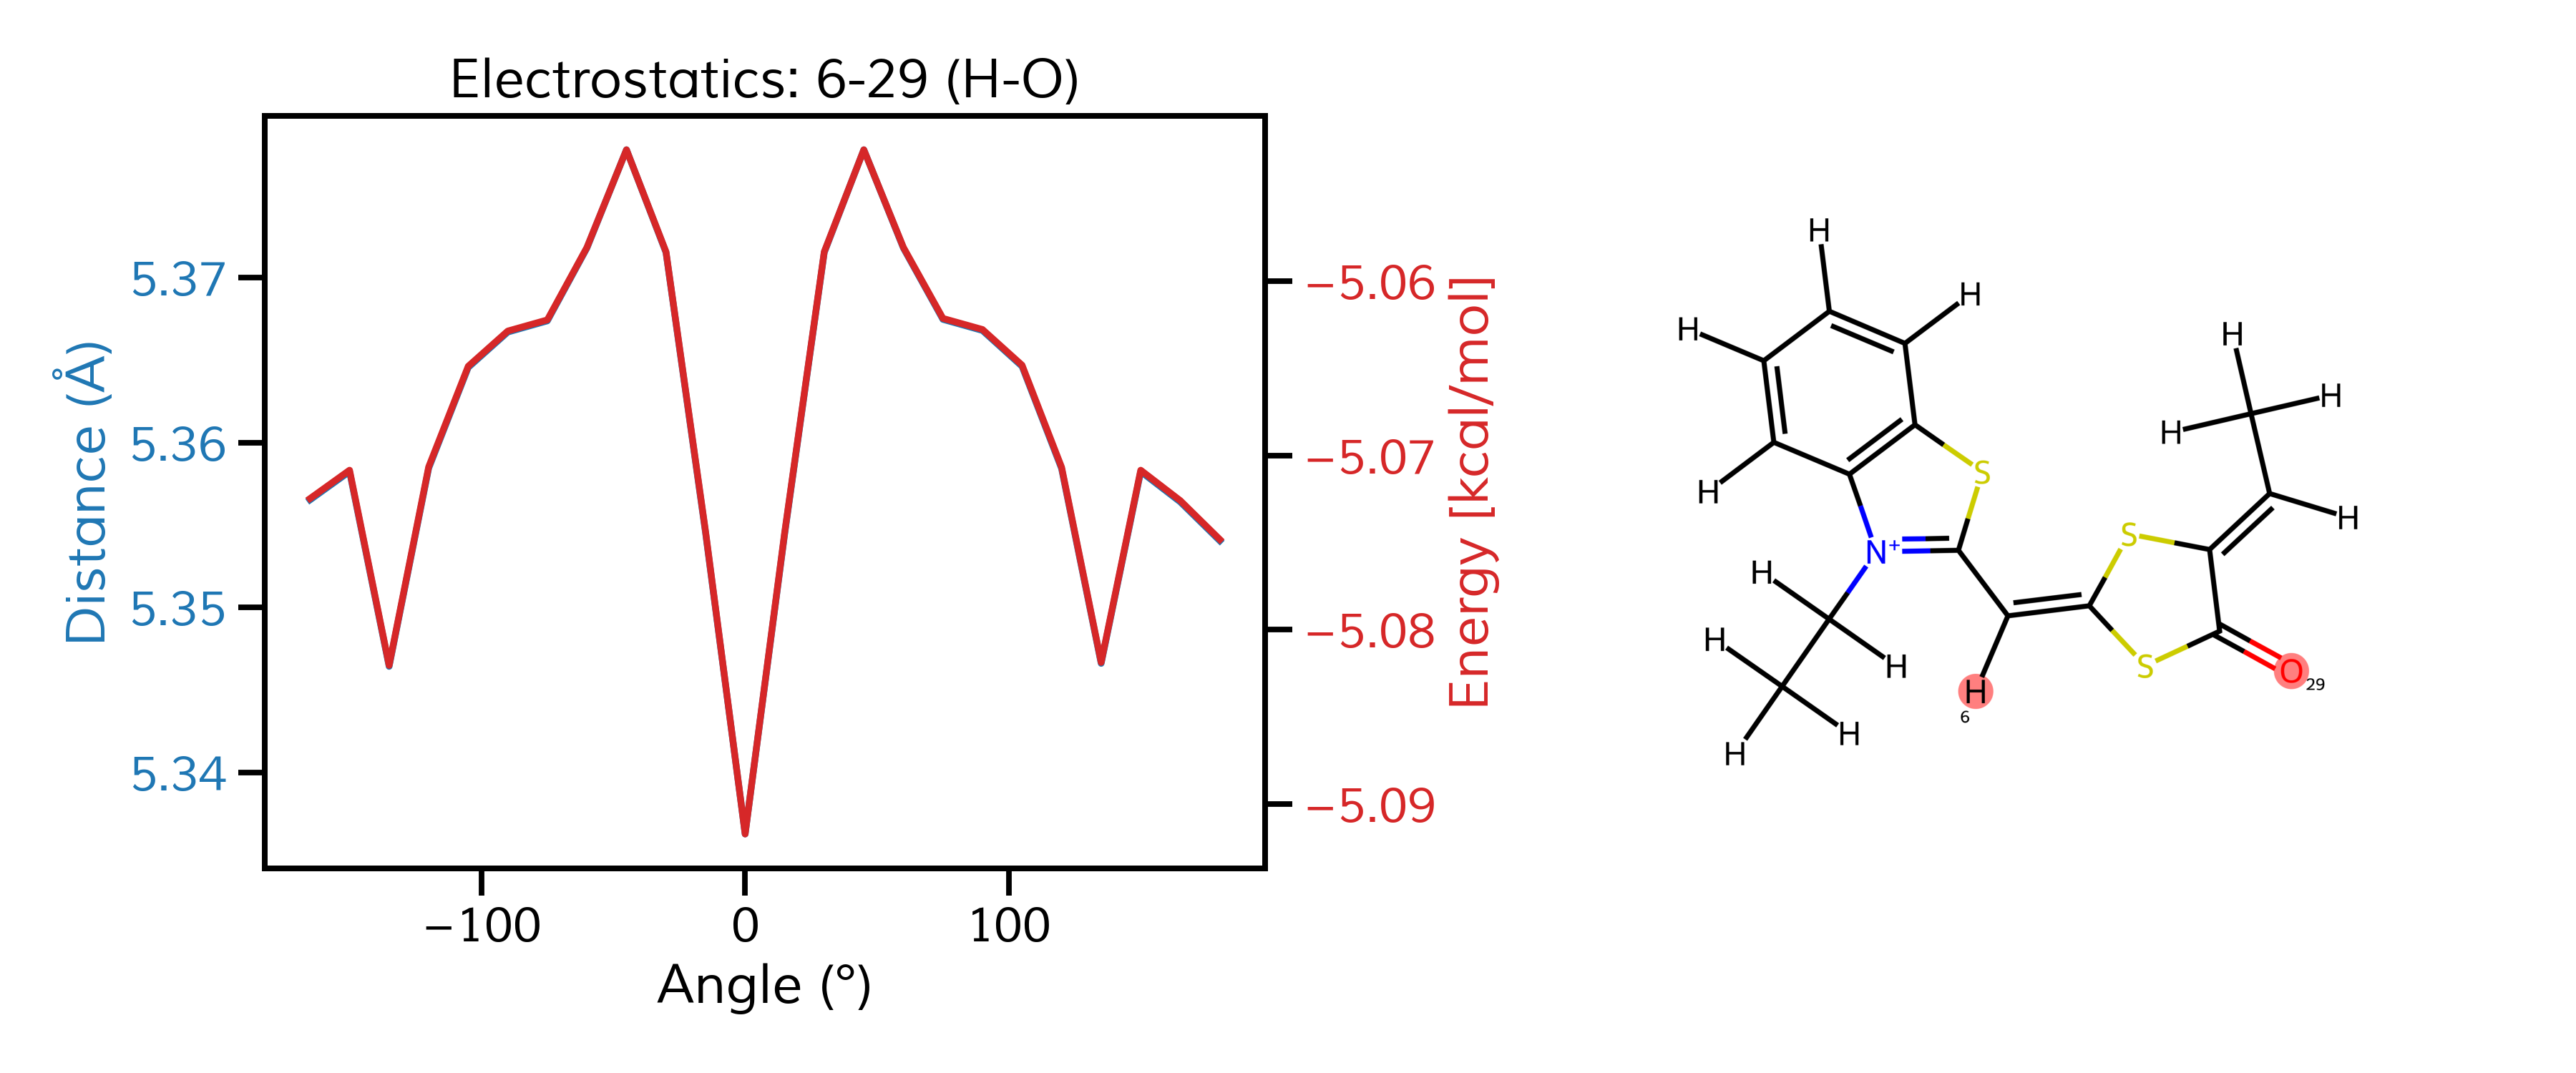 Electrostatics: 6-29 (H-O)
Distance (Å)
5.37
5.36
5.35
5.34
−5.06
−5.07
−5.08
−5.09
Energy [kcal/mol]
−100
0
100
Angle (°)
H
H
H
H
H
H
H
S
H
H
S
N+
H
H
H
S
H
6
O
29
H
H